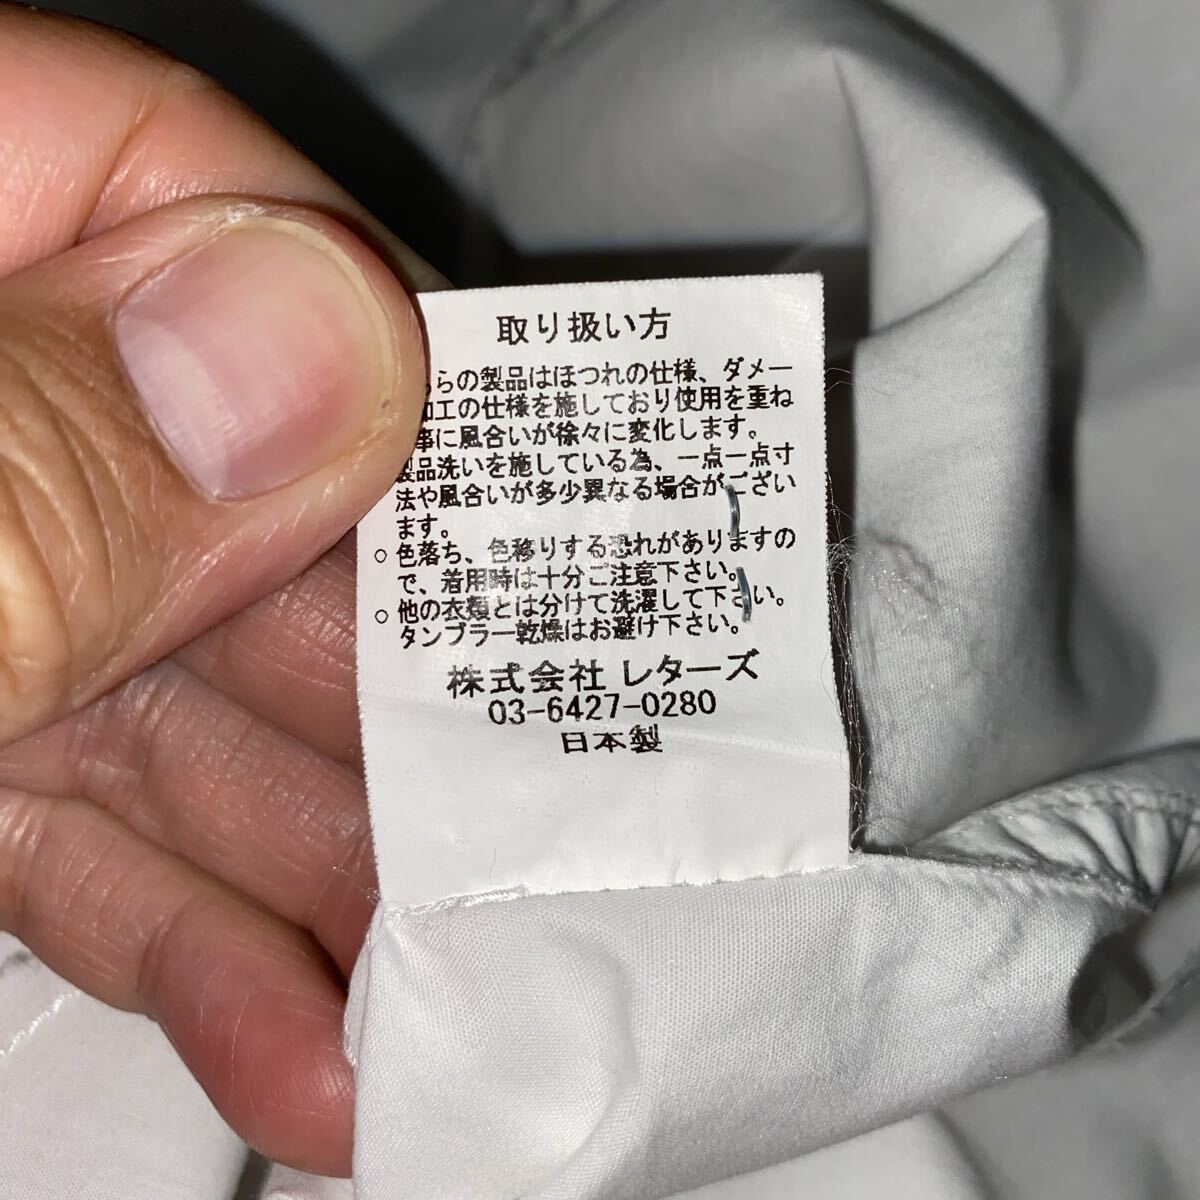 取り扱い方
らの製品はほつれの仕様、ダメー
加工の仕様を施しており使用を重ね
事に風合いが徐々に変化します。
製品洗いを施している為、一点一点寸
法や風合いが多少異なる場合がござい
ます。
○色落ち、色移りする恐れがありますの
で、着用時は十分ご注意下さい。
○他の衣類とは分けて洗濯して下さい。
タンブラー乾燥はお避け下さい。
株式会社レターズ
03-6427-0280
日本製